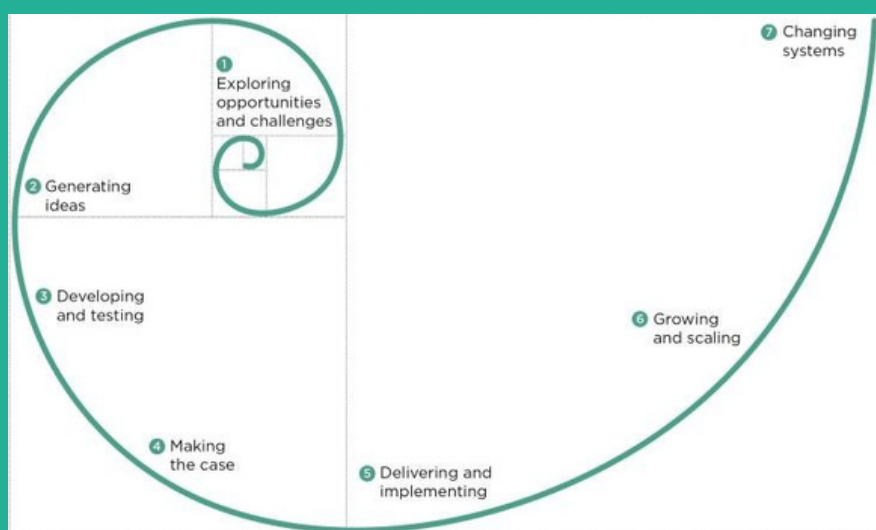 1
Exploring
opportunities
and challenges
2 Generating
ideas
3 Developing
and testing
4 Making
the case
5 Delivering and
implementing
6 Growing
and scaling
7 Changing
systems